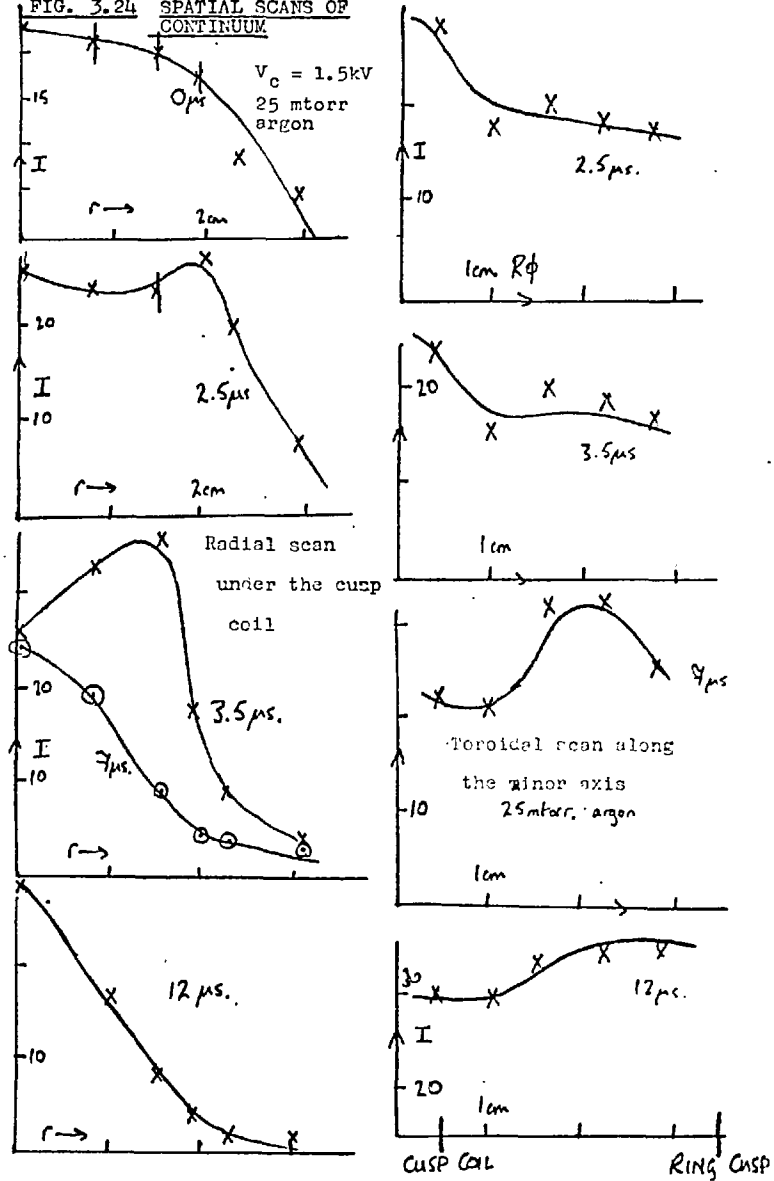 FIG. 3.24 SPATIAL SCANS OF
CONTINUUM
V_c = 1.5kV
25 mtorr
argon
0μs
15
I
r →
2cm
20
I
10
2.5μs
r →
2cm
Radial scan
under the cusp
coil
20
I
10
3.5μs.
7μs.
r →
12μs.
10
r →
I
10
2.5μs.
1cm Rφ
20
3.5μs
1cm
7μs
Toroidal scan along
the minor axis
25mtorr. argon
10
1cm
30
I
20
12μs.
1cm
CUSP COIL
RING CUSP